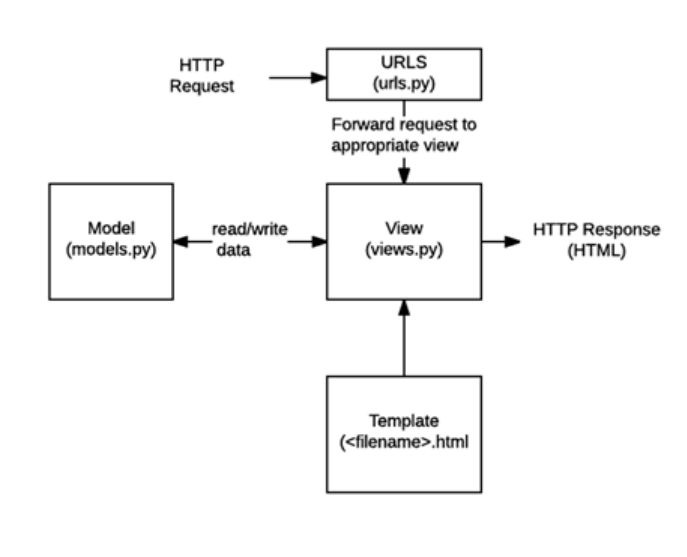 HTTP
Request
URLS
(urls.py)
Forward request to
appropriate view
Model
(models.py)
read/write
data
View
(views.py)
HTTP Response
(HTML)
Template
(<filename>.html